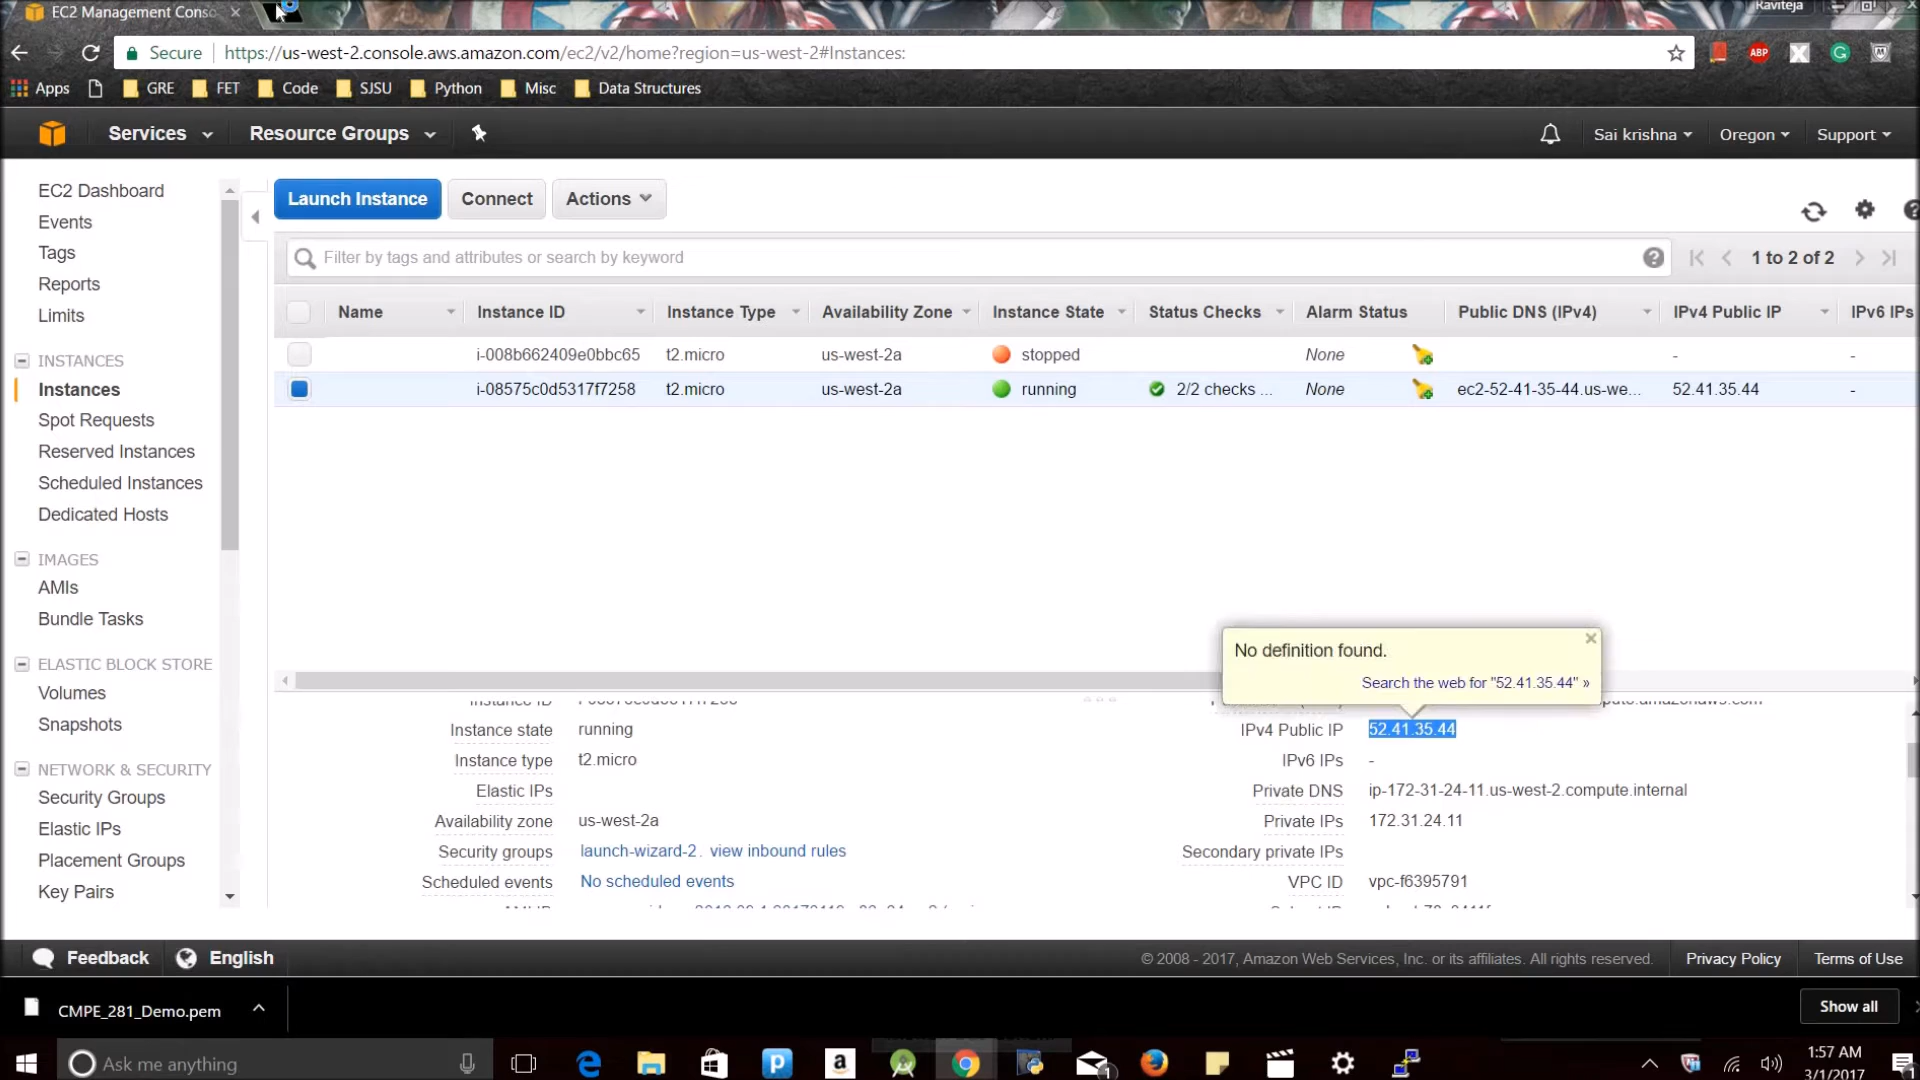 EC2 Management Conso
Raviteja
Secure https://us-west-2.console.aws.amazon.com/ec2/v2/home?region=us-west-2#Instances:
ABP
Apps GRE FET Code SJSU Python Misc Data Structures
Services Resource Groups Sai krishna Oregon Support
EC2 Dashboard
Events
Tags
Reports
Limits
INSTANCES
Instances
Spot Requests
Reserved Instances
Scheduled Instances
Dedicated Hosts
IMAGES
AMIs
Bundle Tasks
ELASTIC BLOCK STORE
Volumes
Snapshots
NETWORK & SECURITY
Security Groups
Elastic IPs
Placement Groups
Key Pairs
Launch Instance Connect Actions
Filter by tags and attributes or search by keyword 1 to 2 of 2
Name Instance ID Instance Type Availability Zone Instance State Status Checks Alarm Status Public DNS (IPv4) IPv4 Public IP IPv6 IPs
i-008b662409e0bbc65 t2.micro us-west-2a stopped None - -
i-08575c0d5317f7258 t2.micro us-west-2a running 2/2 checks ... None ec2-52-41-35-44.us-we... 52.41.35.44 -
No definition found.
Search the web for "52.41.35.44" »
Instance state running IPv4 Public IP 52.41.35.44
Instance type t2.micro IPv6 IPs -
Elastic IPs Private DNS ip-172-31-24-11.us-west-2.compute.internal
Availability zone us-west-2a Private IPs 172.31.24.11
Security groups launch-wizard-2. view inbound rules Secondary private IPs
Scheduled events No scheduled events VPC ID vpc-f6395791
Feedback English © 2008 - 2017, Amazon Web Services, Inc. or its affiliates. All rights reserved. Privacy Policy Terms of Use
CMPE_281_Demo.pem Show all
Ask me anything
1:57 AM
3/1/2017